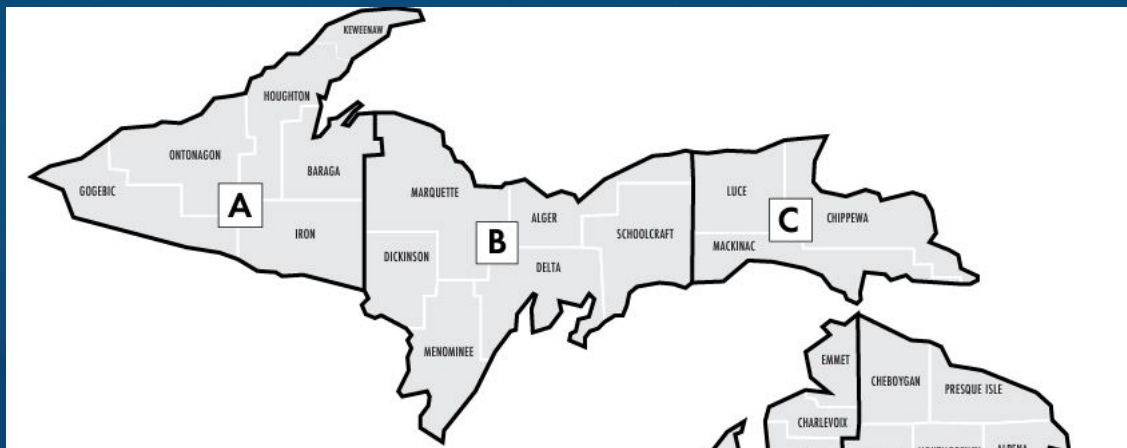 KEWEENAW
HOUGHTON
ONTONAGON
BARAGA
GOGEBIC
A
IRON
MARQUETTE
ALGER
B
DICKINSON
DELTA
SCHOOLCRAFT
MENOMINEE
LUCE
C
CHIPPEWA
MACKINAC
EMMET
CHEBOYGAN
PRESQUE ISLE
CHARLEVOIX